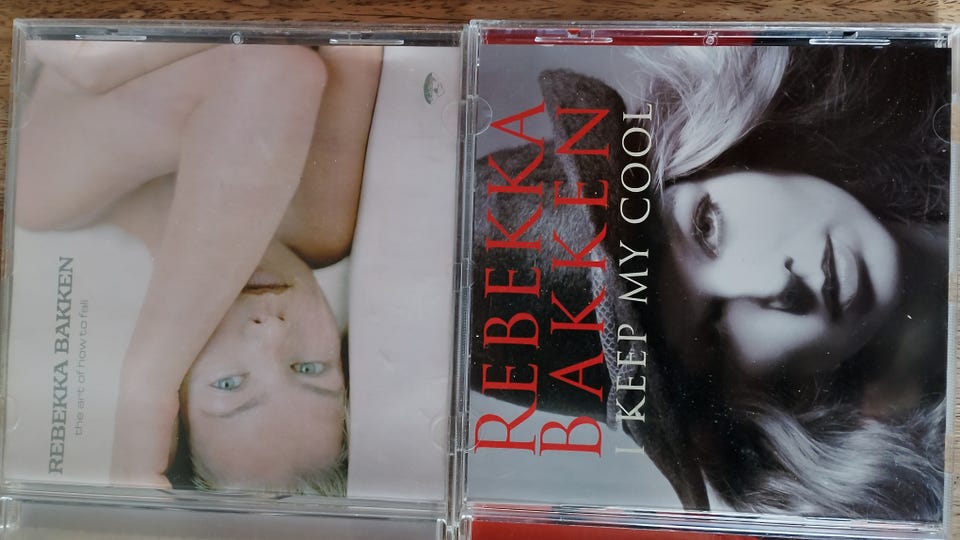 REBEKKA BAKKEN
the art of how to fall
REBEKKA
BAKKEN
I KEEP MY COOL